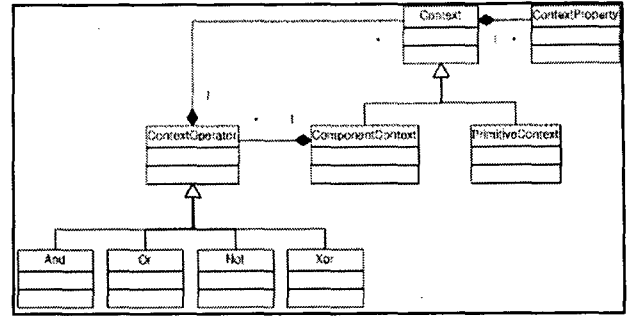 Context ContextProperty
* 1 *
1 * 1
ContextOperator ComponentContext PrimitiveContext
And Or Not Xor